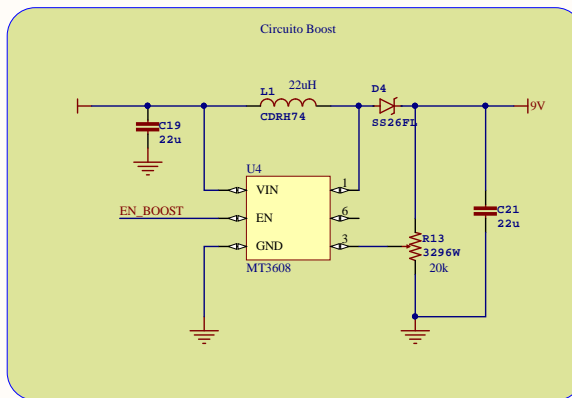 Circuito Boost
L1
22uH
CDRH74
D4
SS26FL
9V
C19
22u
U4
VIN
1
EN_BOOST
EN
6
GND
3
MT3608
R13
3296W
20k
C21
22u